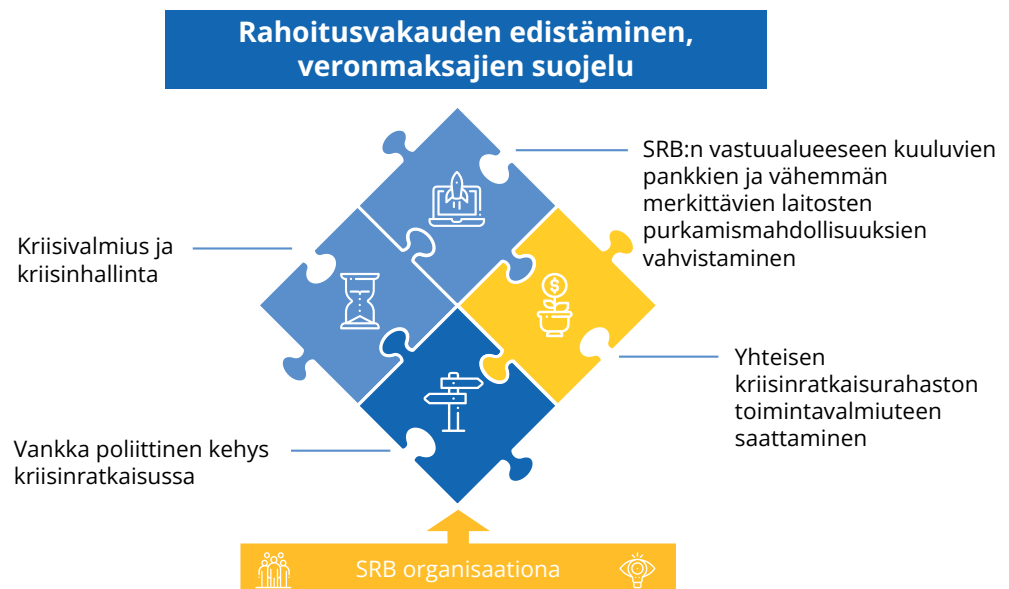 Rahoitusvakauden edistäminen,
veronmaksajien suojelu
SRB:n vastuualueeseen kuuluvien
pankkien ja vähemmän
merkittävien laitosten
purkamismahdollisuuksien
vahvistaminen
Kriisivalmius ja
kriisinhallinta
$
Yhteisen
kriisinratkaisurahaston
toimintavalmiuteen
saattaminen
Vankka poliittinen kehys
kriisinratkaisussa
SRB organisaationa